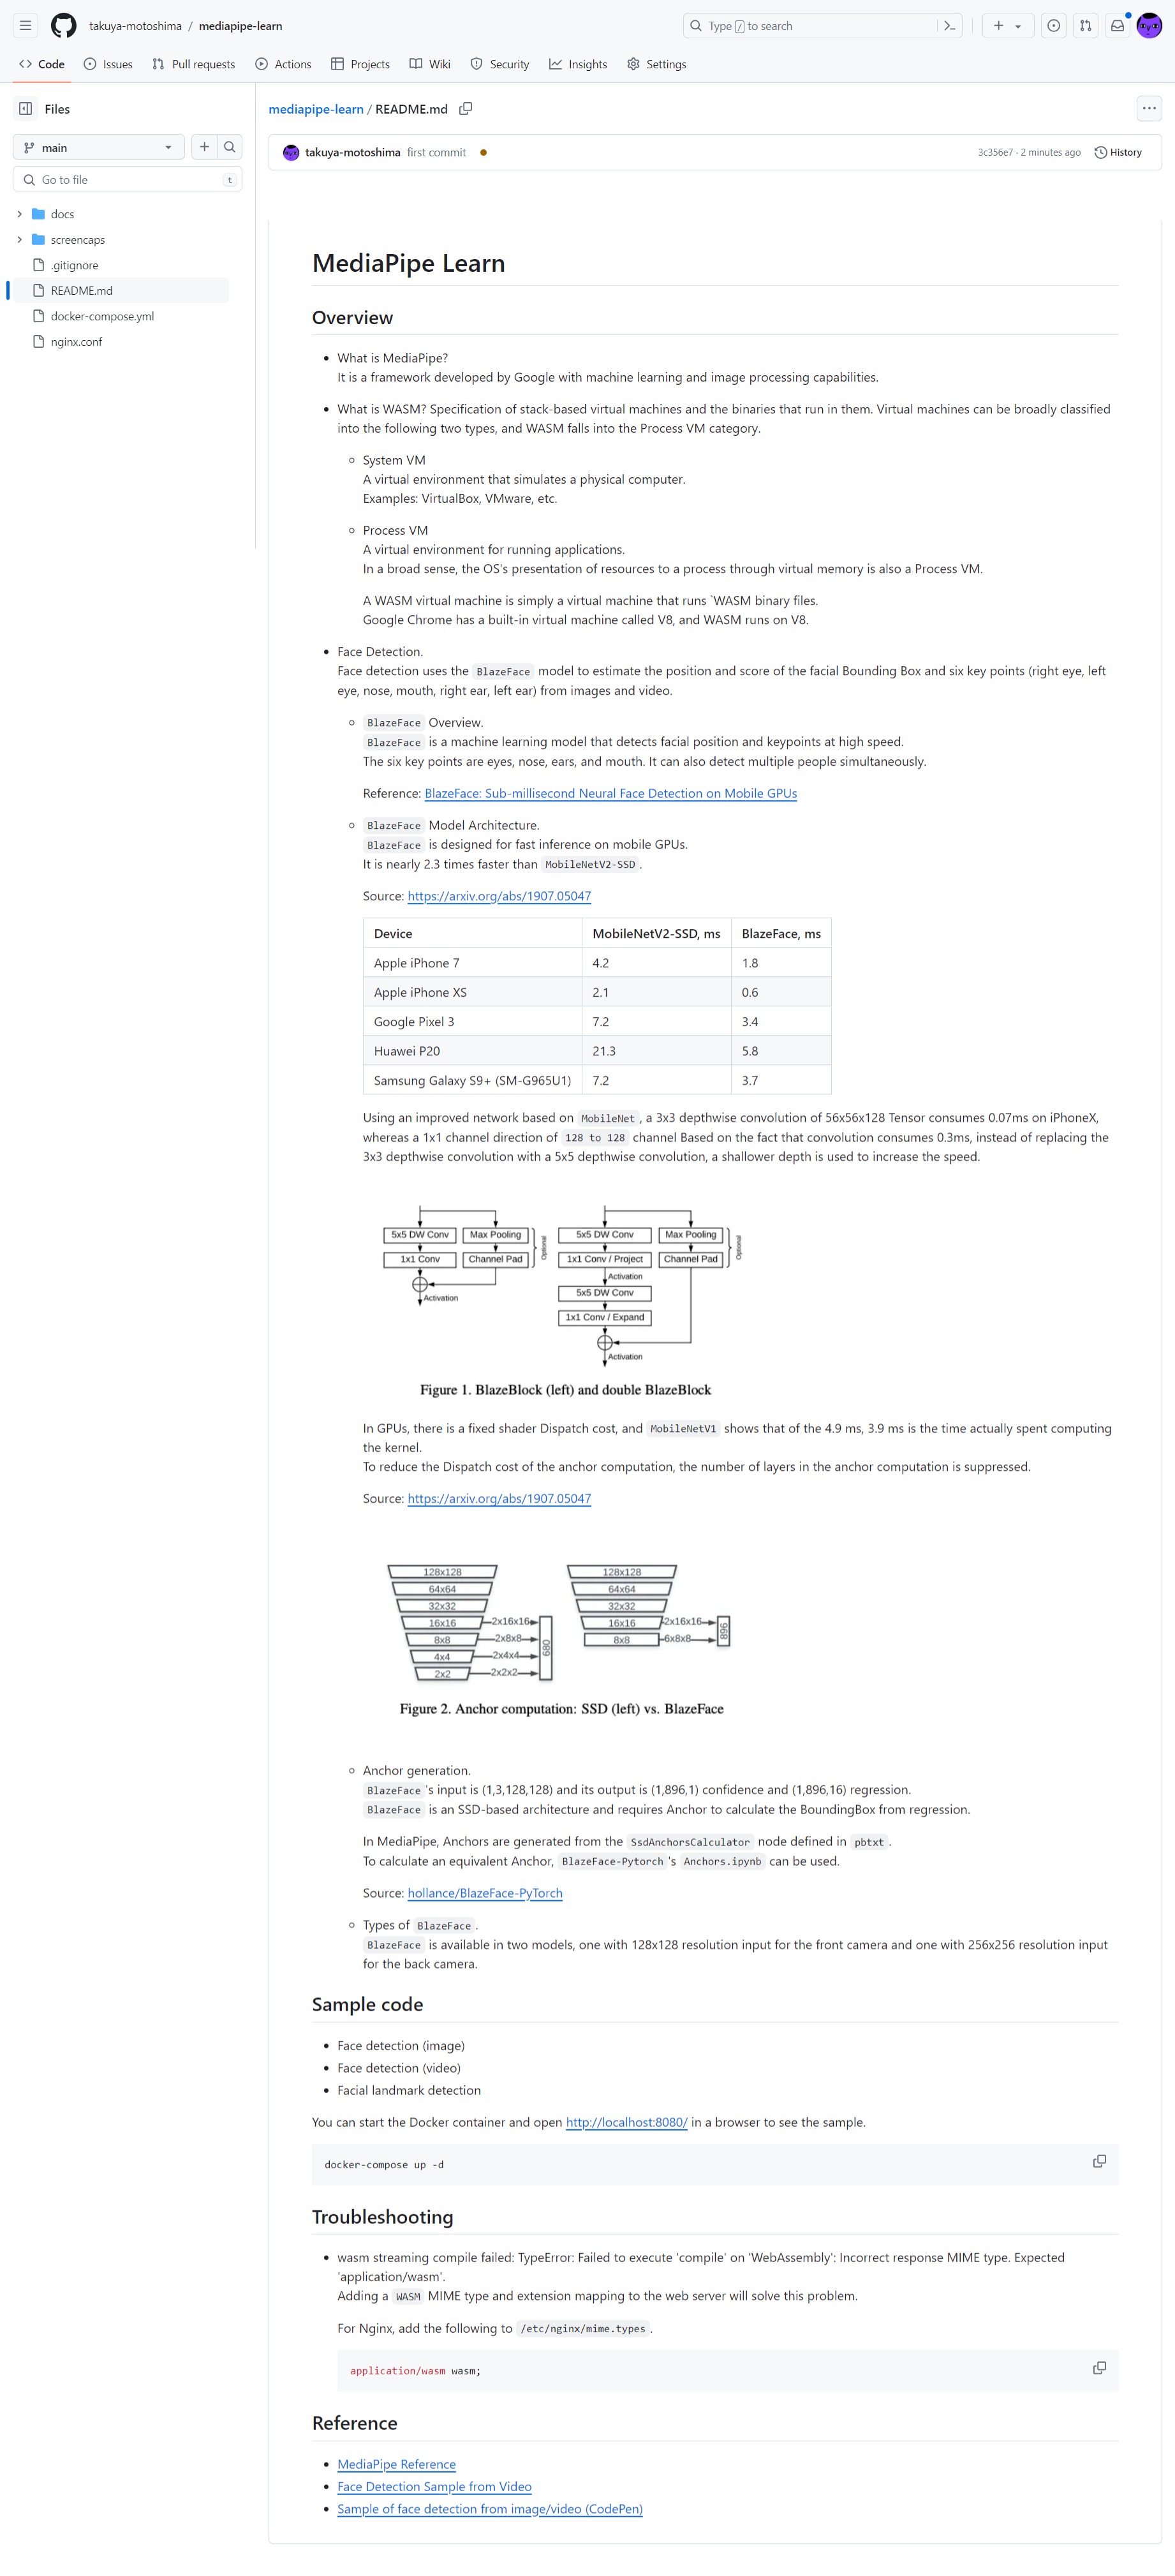 takuya-motoshima / mediapipe-learn
Type / to search
Code
Issues
Pull requests
Actions
Projects
Wiki
Security
Insights
Settings
Files
main
Go to file
t
docs
screencaps
.gitignore
README.md
docker-compose.yml
nginx.conf
mediapipe-learn / README.md
takuya-motoshima first commit
3c356e7 · 2 minutes ago
History
MediaPipe Learn
Overview
What is MediaPipe?
It is a framework developed by Google with machine learning and image processing capabilities.
What is WASM? Specification of stack-based virtual machines and the binaries that run in them. Virtual machines can be broadly classified
into the following two types, and WASM falls into the Process VM category.
System VM
A virtual environment that simulates a physical computer.
Examples: VirtualBox, VMware, etc.
Process VM
A virtual environment for running applications.
In a broad sense, the OS's presentation of resources to a process through virtual memory is also a Process VM.
A WASM virtual machine is simply a virtual machine that runs `WASM binary files.
Google Chrome has a built-in virtual machine called V8, and WASM runs on V8.
Face Detection.
Face detection uses the BlazeFace model to estimate the position and score of the facial Bounding Box and six key points (right eye, left
eye, nose, mouth, right ear, left ear) from images and video.
BlazeFace Overview.
BlazeFace is a machine learning model that detects facial position and keypoints at high speed.
The six key points are eyes, nose, ears, and mouth. It can also detect multiple people simultaneously.
Reference: BlazeFace: Sub-millisecond Neural Face Detection on Mobile GPUs
BlazeFace Model Architecture.
BlazeFace is designed for fast inference on mobile GPUs.
It is nearly 2.3 times faster than MobileNetV2-SSD.
Source: https://arxiv.org/abs/1907.05047
Device MobileNetV2-SSD, ms BlazeFace, ms
Apple iPhone 7 4.2 1.8
Apple iPhone XS 2.1 0.6
Google Pixel 3 7.2 3.4
Huawei P20 21.3 5.8
Samsung Galaxy S9+ (SM-G965U1) 7.2 3.7
Using an improved network based on MobileNet, a 3x3 depthwise convolution of 56x56x128 Tensor consumes 0.07ms on iPhoneX,
whereas a 1x1 channel direction of 128 to 128 channel Based on the fact that convolution consumes 0.3ms, instead of replacing the
3x3 depthwise convolution with a 5x5 depthwise convolution, a shallower depth is used to increase the speed.
5x5 DW Conv
Max Pooling
1x1 Conv
Channel Pad
Optional
Activation
5x5 DW Conv
Max Pooling
1x1 Conv / Project
Channel Pad
Optional
Activation
5x5 DW Conv
1x1 Conv / Expand
Activation
Figure 1. BlazeBlock (left) and double BlazeBlock
In GPUs, there is a fixed shader Dispatch cost, and MobileNetV1 shows that of the 4.9 ms, 3.9 ms is the time actually spent computing
the kernel.
To reduce the Dispatch cost of the anchor computation, the number of layers in the anchor computation is suppressed.
Source: https://arxiv.org/abs/1907.05047
128x128
64x64
32x32
16x16 2x16x16
8x8 2x8x8
4x4 2x4x4
2x2 2x2x2
680
128x128
64x64
32x32
16x16 2x16x16
8x8 6x8x8
896
Figure 2. Anchor computation: SSD (left) vs. BlazeFace
Anchor generation.
BlazeFace's input is (1,3,128,128) and its output is (1,896,1) confidence and (1,896,16) regression.
BlazeFace is an SSD-based architecture and requires Anchor to calculate the BoundingBox from regression.
In MediaPipe, Anchors are generated from the SsdAnchorsCalculator node defined in pbtxt.
To calculate an equivalent Anchor, BlazeFace-Pytorch's Anchors.ipynb can be used.
Source: hollance/BlazeFace-PyTorch
Types of BlazeFace.
BlazeFace is available in two models, one with 128x128 resolution input for the front camera and one with 256x256 resolution input
for the back camera.
Sample code
Face detection (image)
Face detection (video)
Facial landmark detection
You can start the Docker container and open http://localhost:8080/ in a browser to see the sample.
docker-compose up -d
Troubleshooting
wasm streaming compile failed: TypeError: Failed to execute 'compile' on 'WebAssembly': Incorrect response MIME type. Expected
'application/wasm'.
Adding a WASM MIME type and extension mapping to the web server will solve this problem.
For Nginx, add the following to /etc/nginx/mime.types.
application/wasm wasm;
Reference
MediaPipe Reference
Face Detection Sample from Video
Sample of face detection from image/video (CodePen)